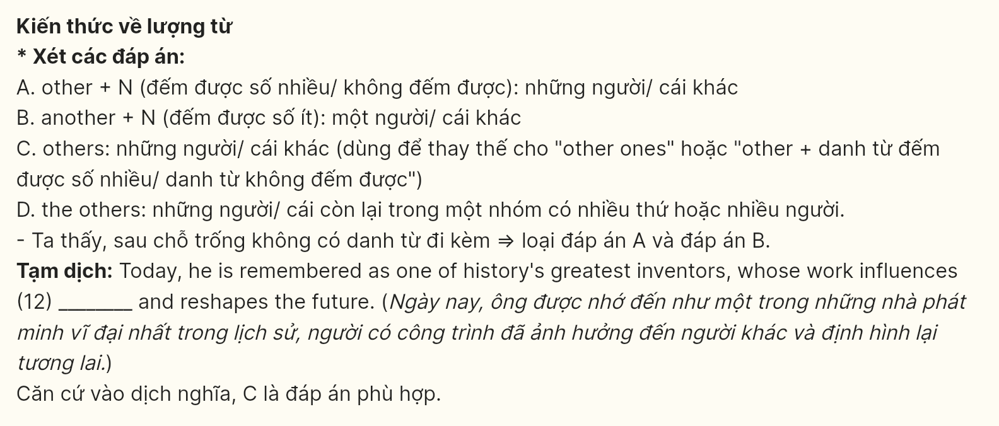 Kiến thức về lượng từ
* Xét các đáp án:
A. other + N (đếm được số nhiều/ không đếm được): những người/ cái khác
B. another + N (đếm được số ít): một người/ cái khác
C. others: những người/ cái khác (dùng để thay thế cho "other ones" hoặc "other + danh từ đếm
được số nhiều/ danh từ không đếm được")
D. the others: những người/ cái còn lại trong một nhóm có nhiều thứ hoặc nhiều người.
- Ta thấy, sau chỗ trống không có danh từ đi kèm ⇒ loại đáp án A và đáp án B.
Tạm dịch: Today, he is remembered as one of history's greatest inventors, whose work influences
(12) ________ and reshapes the future. (Ngày nay, ông được nhớ đến như một trong những nhà phát
minh vĩ đại nhất trong lịch sử, người có công trình đã ảnh hưởng đến người khác và định hình lại
tương lai.)
Căn cứ vào dịch nghĩa, C là đáp án phù hợp.